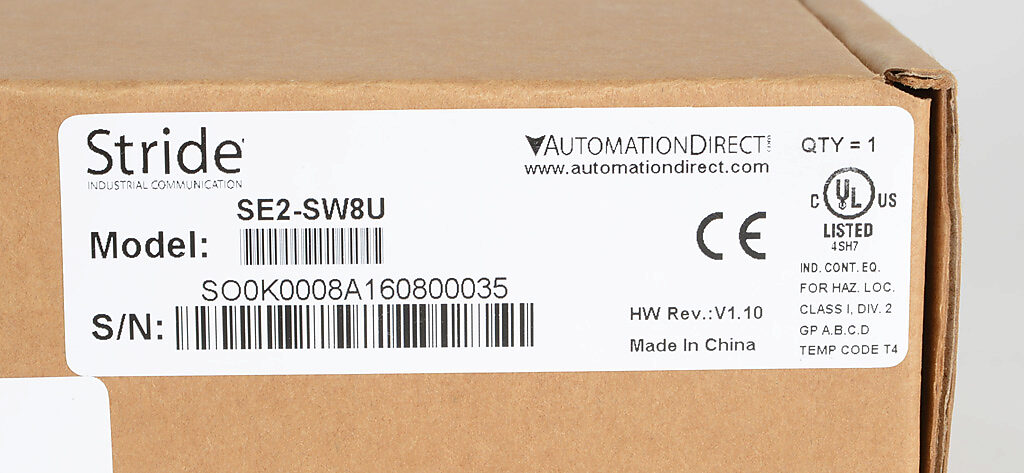 Stride
INDUSTRIAL COMMUNICATION
AUTOMATIONDIRECT
www.automationdirect.com
QTY = 1
SE2-SW8U
Model:
CE
C UL US
LISTED
4SH7
SO0K0008A160800035
S/N:
HW Rev.:V1.10
Made In China
IND. CONT. EQ.
FOR HAZ. LOC.
CLASS I, DIV. 2
GP A.B.C.D
TEMP CODE T4